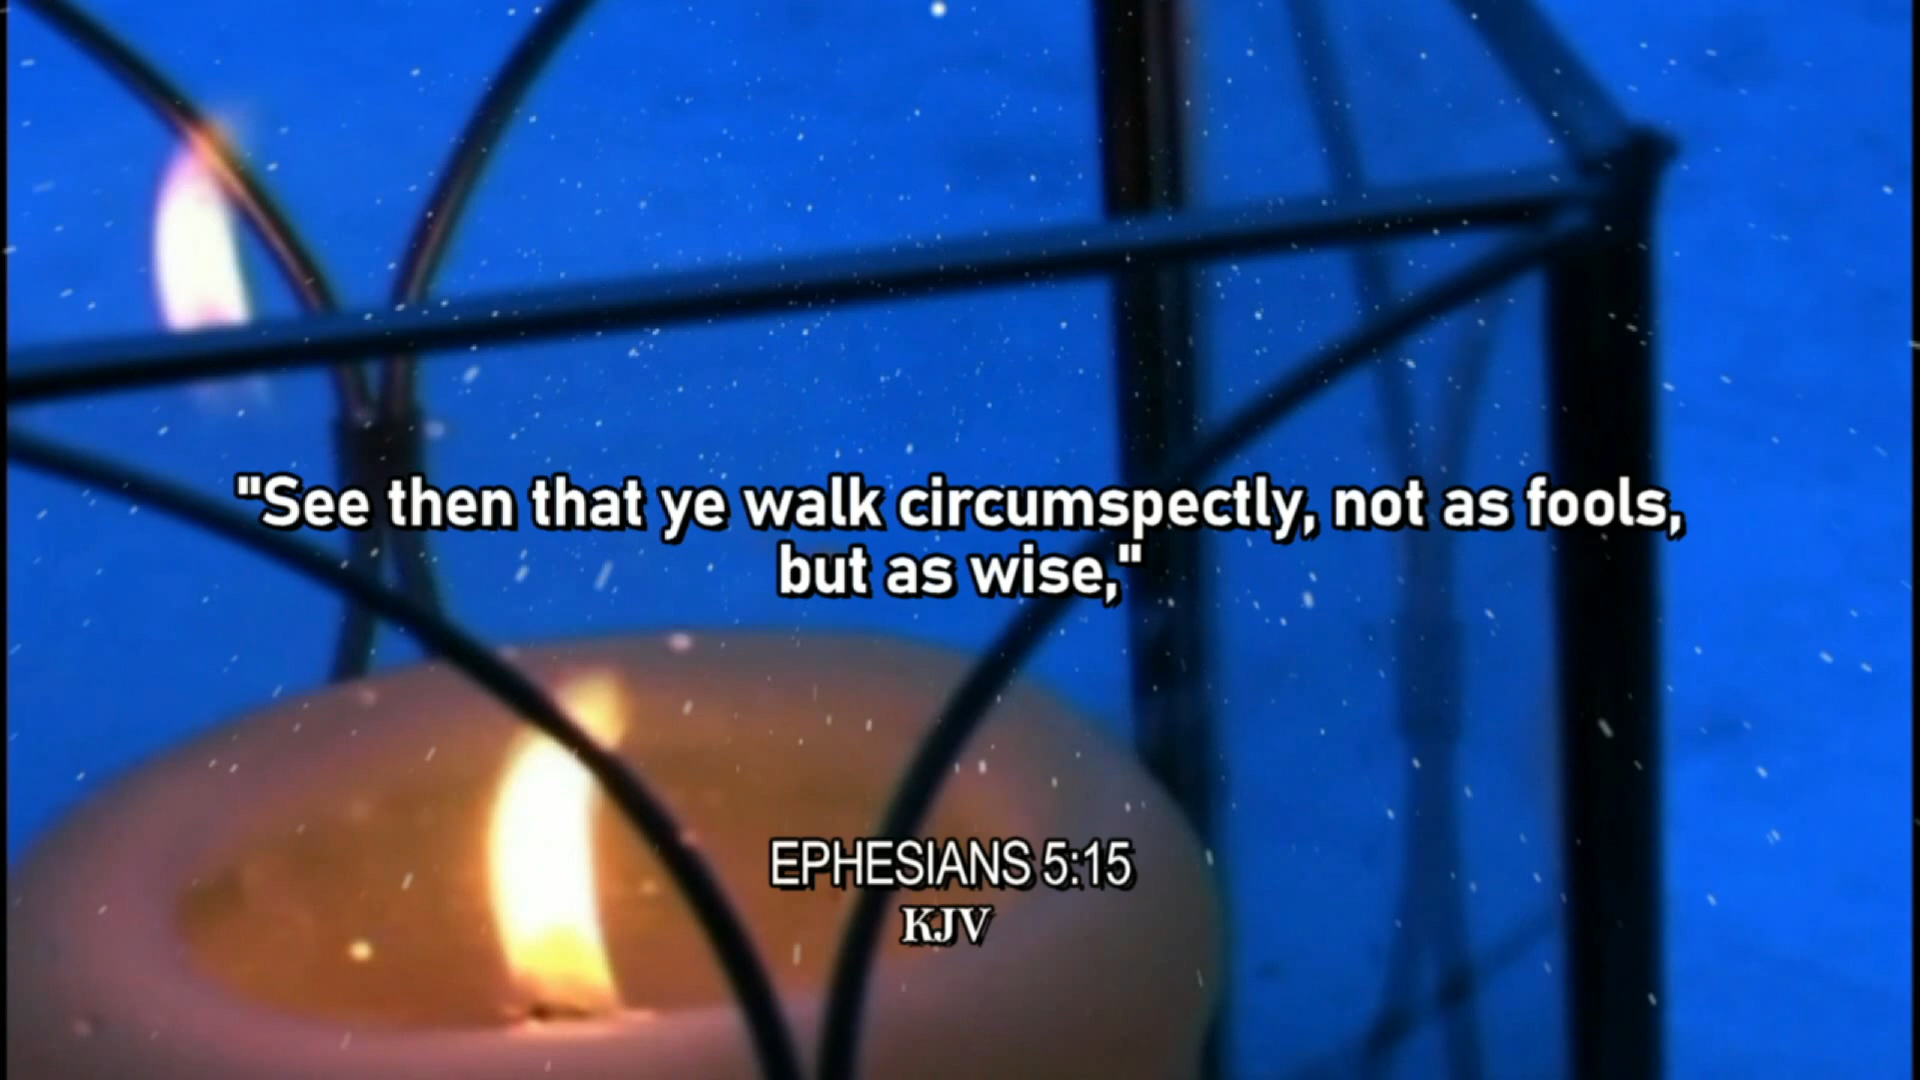 "See then that ye walk circumspectly, not as fools,
but as wise,"
EPHESIANS 5:15
KJV